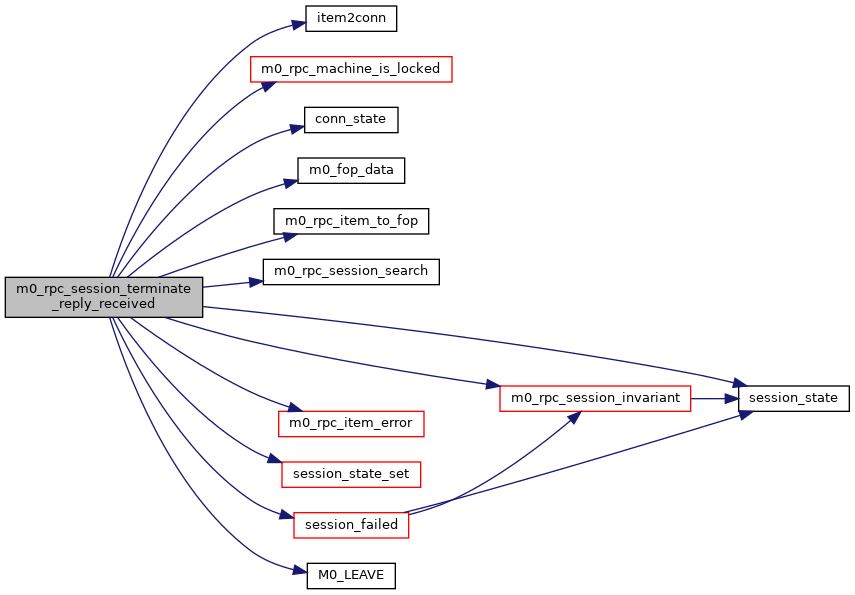 item2conn
m0_rpc_machine_is_locked
conn_state
m0_fop_data
m0_rpc_item_to_fop
m0_rpc_session_search
m0_rpc_session_terminate
_reply_received
m0_rpc_session_invariant
session_state
m0_rpc_item_error
session_state_set
session_failed
M0_LEAVE